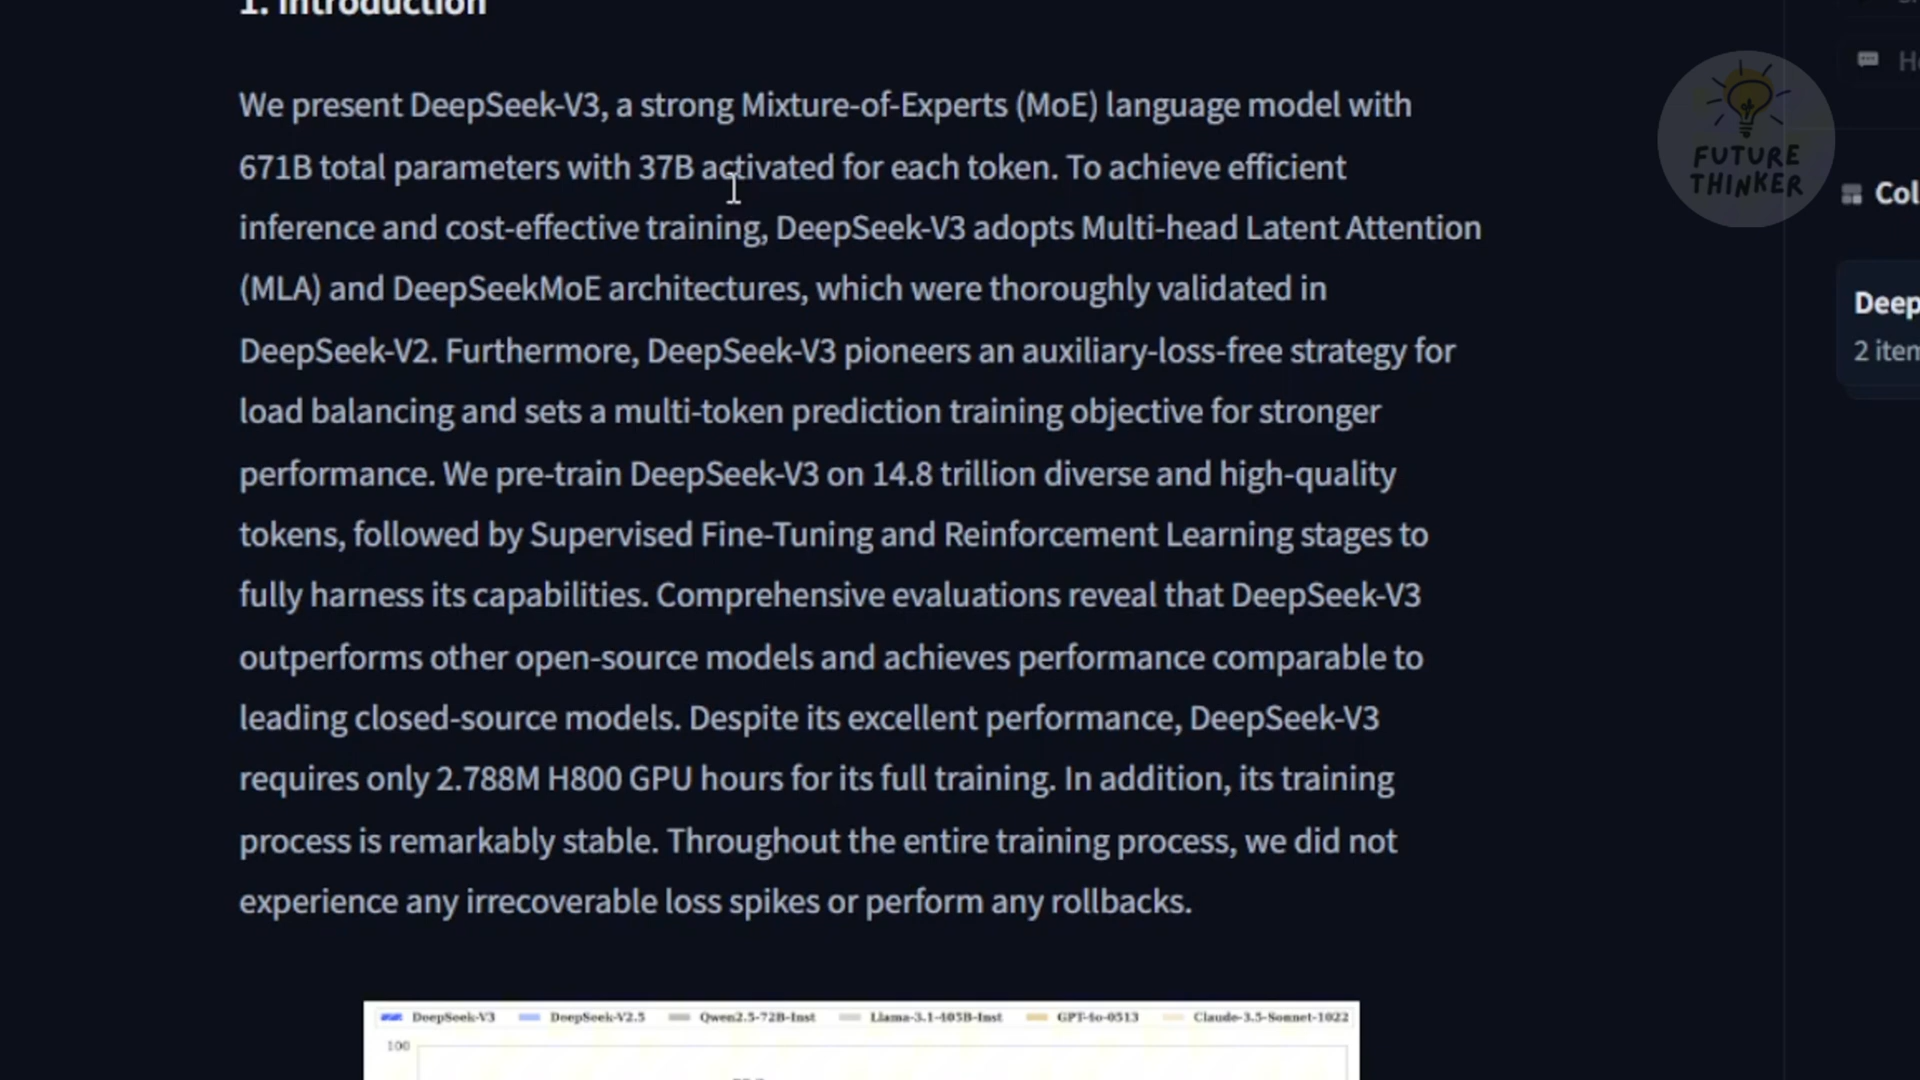 1. Introduction
We present DeepSeek-V3, a strong Mixture-of-Experts (MoE) language model with
671B total parameters with 37B activated for each token. To achieve efficient
inference and cost-effective training, DeepSeek-V3 adopts Multi-head Latent Attention
(MLA) and DeepSeekMoE architectures, which were thoroughly validated in
DeepSeek-V2. Furthermore, DeepSeek-V3 pioneers an auxiliary-loss-free strategy for
load balancing and sets a multi-token prediction training objective for stronger
performance. We pre-train DeepSeek-V3 on 14.8 trillion diverse and high-quality
tokens, followed by Supervised Fine-Tuning and Reinforcement Learning stages to
fully harness its capabilities. Comprehensive evaluations reveal that DeepSeek-V3
outperforms other open-source models and achieves performance comparable to
leading closed-source models. Despite its excellent performance, DeepSeek-V3
requires only 2.788M H800 GPU hours for its full training. In addition, its training
process is remarkably stable. Throughout the entire training process, we did not
experience any irrecoverable loss spikes or perform any rollbacks.
DeepSeek-V3 DeepSeek-V2.5 Qwen2.5-72B-Inst Llama-3.1-405B-Inst GPT-4o-0513 Claude-3.5-Sonnet-1022
100
FUTURE
THINKER
Col
Deep
2 item